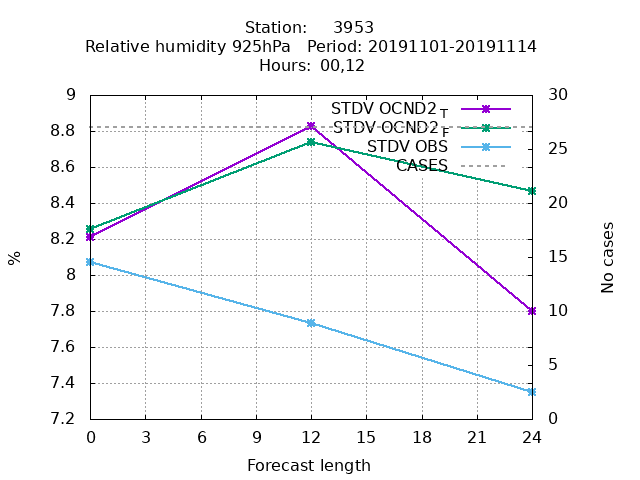 Station: 3953
Relative humidity 925hPa Period: 20191101-20191114
Hours: 00,12
9 30
STDV OCND2 T
8.8
STDV OCND2 F
STDV OBS 25
8.6 CASES
8.4 20
8.2
% 8 15 No cases
7.8 10
7.6
7.4 5
7.2 0
0 3 6 9 12 15 18 21 24
Forecast length